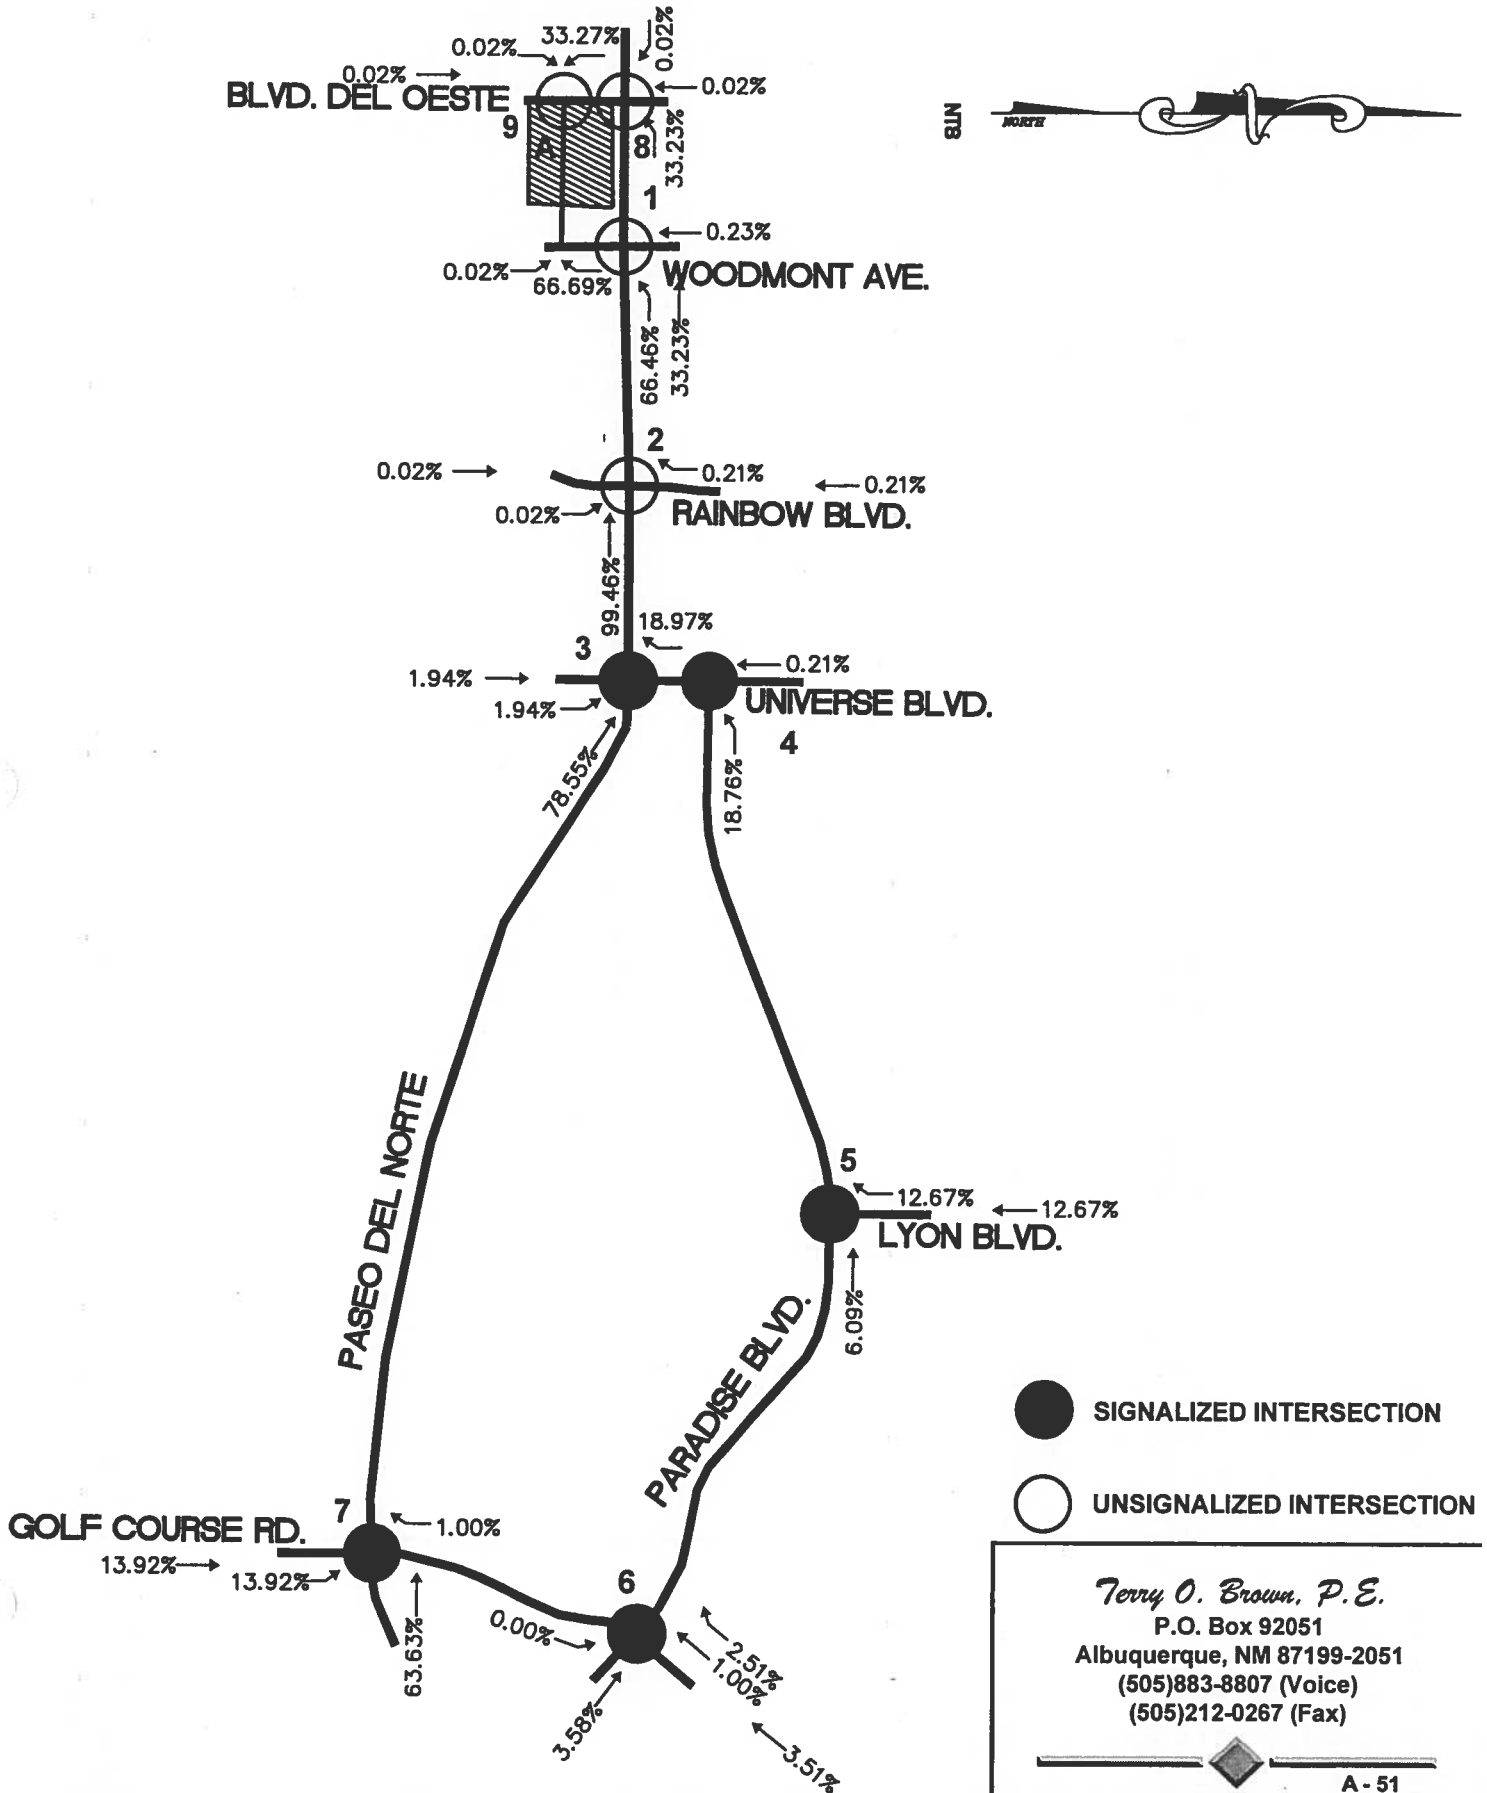 0.02%
33.27%
0.02%
0.02%
0.02%
BLVD. DEL OESTE
9
A
8
33.23%
1
NTS
NORTH
0.23%
WOODMONT AVE.
0.02%
66.69%
66.46%
33.23%
2
0.02%
0.21%
0.21%
0.02%
RAINBOW BLVD.
99.46%
3
18.97%
0.21%
1.94%
1.94%
UNIVERSE BLVD.
4
78.55%
18.76%
PASEO DEL NORTE
5
12.67%
12.67%
LYON BLVD.
6.09%
PARADISE BLVD.
SIGNALIZED INTERSECTION
UNSIGNALIZED INTERSECTION
7
GOLF COURSE RD.
1.00%
13.92%
13.92%
63.63%
6
0.00%
2.51%
1.00%
3.58%
3.51%
Terry O. Brown, P.E.
P.O. Box 92051
Albuquerque, NM 87199-2051
(505)883-8807 (Voice)
(505)212-0267 (Fax)
A - 51